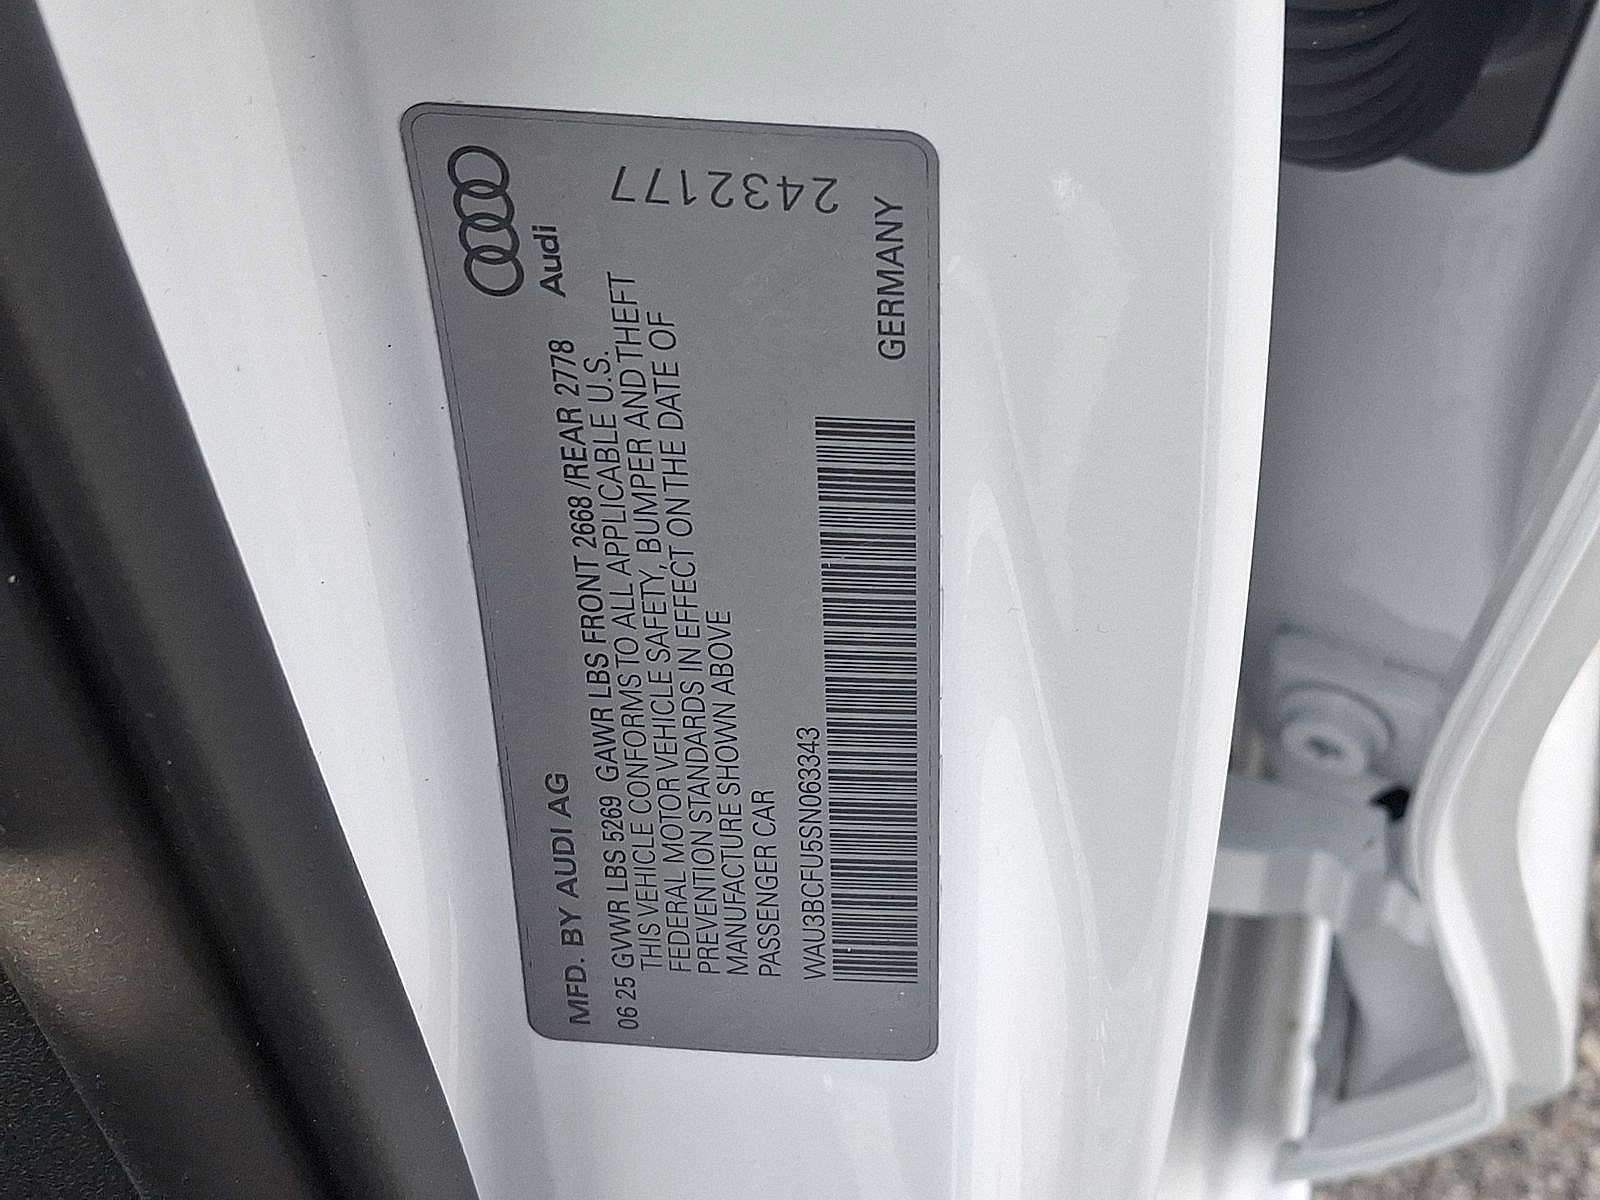 Audi
MFD. BY AUDI AG
06 25 GVWR LBS 5269 GAWR LBS FRONT 2668 /REAR 2778
THIS VEHICLE CONFORMS TO ALL APPLICABLE U.S.
FEDERAL MOTOR VEHICLE SAFETY, BUMPER AND THEFT
PREVENTION STANDARDS IN EFFECT ON THE DATE OF
MANUFACTURE SHOWN ABOVE
PASSENGER CAR
WAU3BCFU5SN063343
GERMANY
2432177